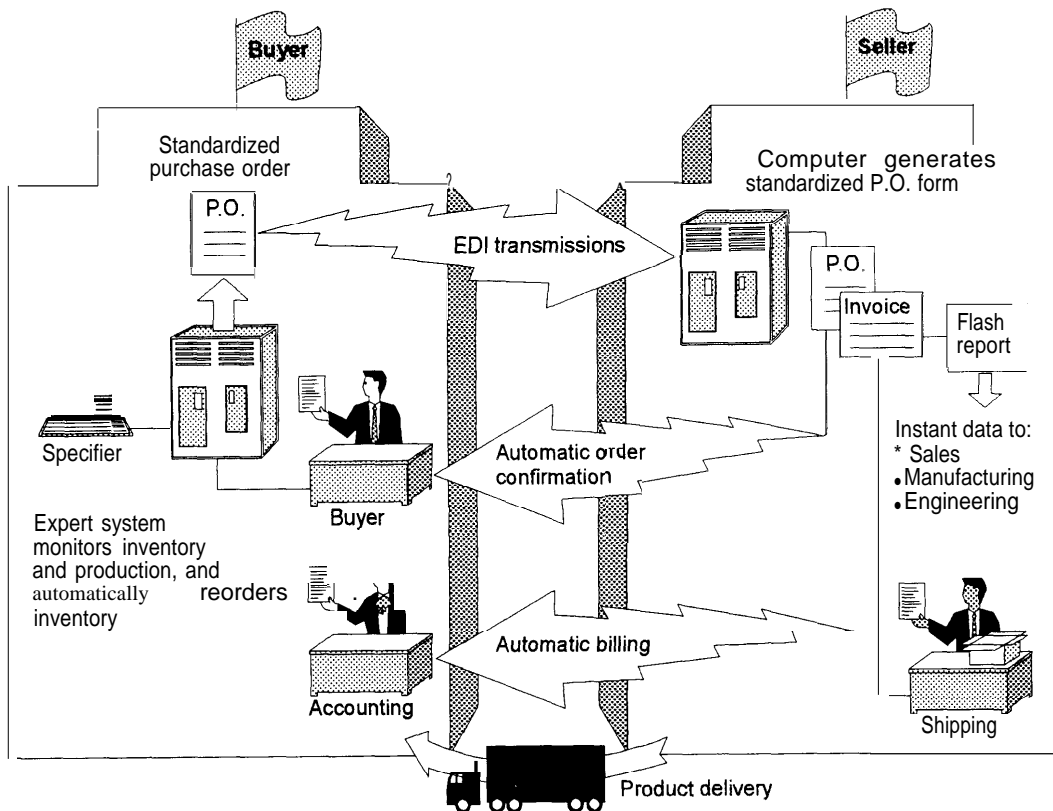 Buyer
Seller
Standardized
purchase order
P.O.
EDI transmissions
Computer generates
standardized P.O. form
P.O.
Invoice
Flash
report
Specifier
Buyer
Automatic order
confirmation
Instant data to:
* Sales
• Manufacturing
• Engineering
Expert system
monitors inventory
and production, and
automatically reorders
inventory
Accounting
Automatic billing
Shipping
Product delivery